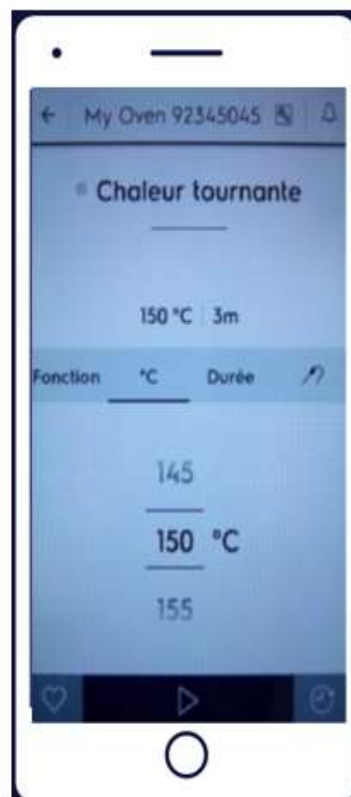 My Oven 92345045
Chaleur tournante
150 °C 3m
Fonction °C Durée
145
150 °C
155